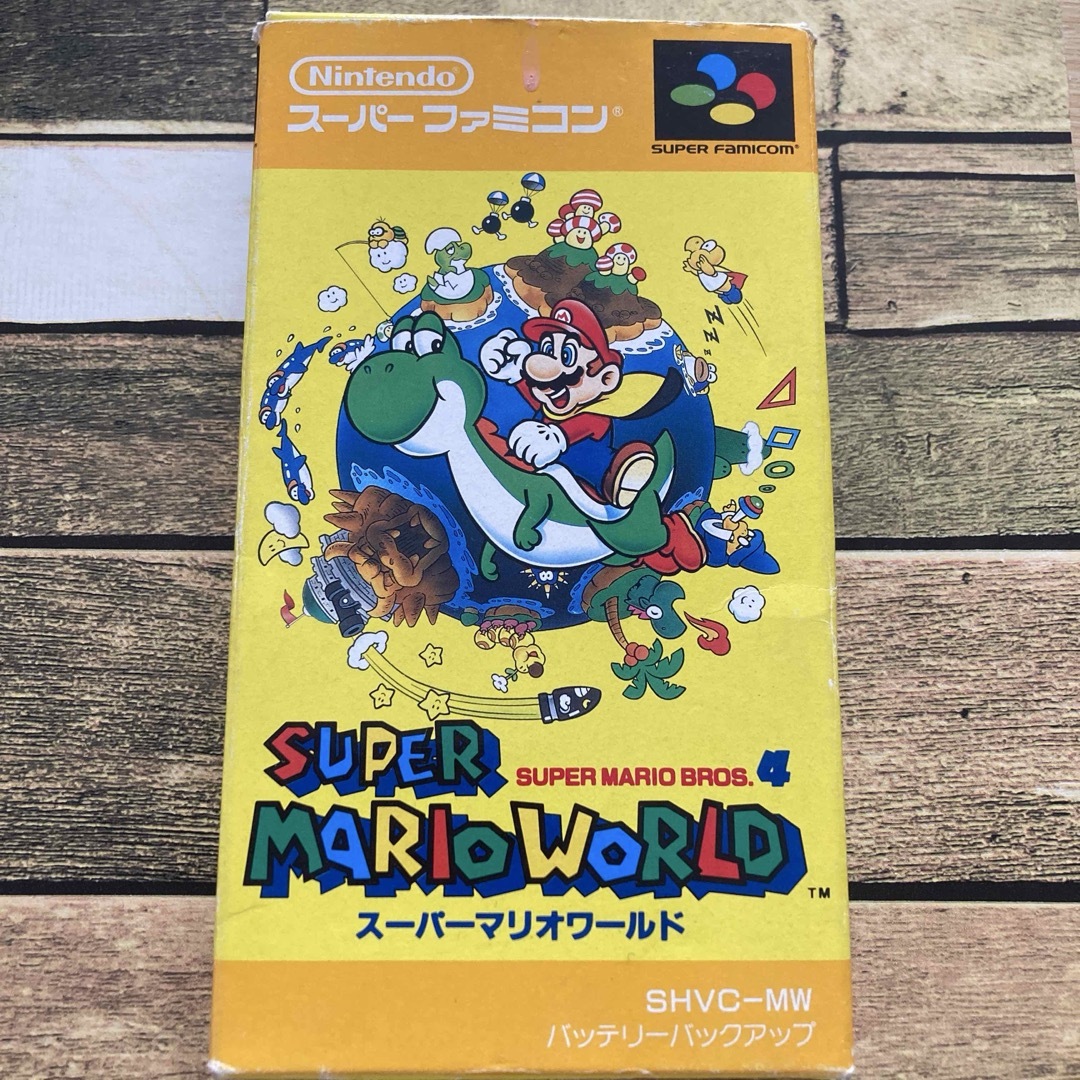 Nintendo
スーパーファミコン®
SUPER FAMICOM®
M
Z Z Z Z
SUPER
SUPER MARIO BROS. 4
MARIO WORLD ™
スーパーマリオワールド
SHVC-MW
バッテリーバックアップ